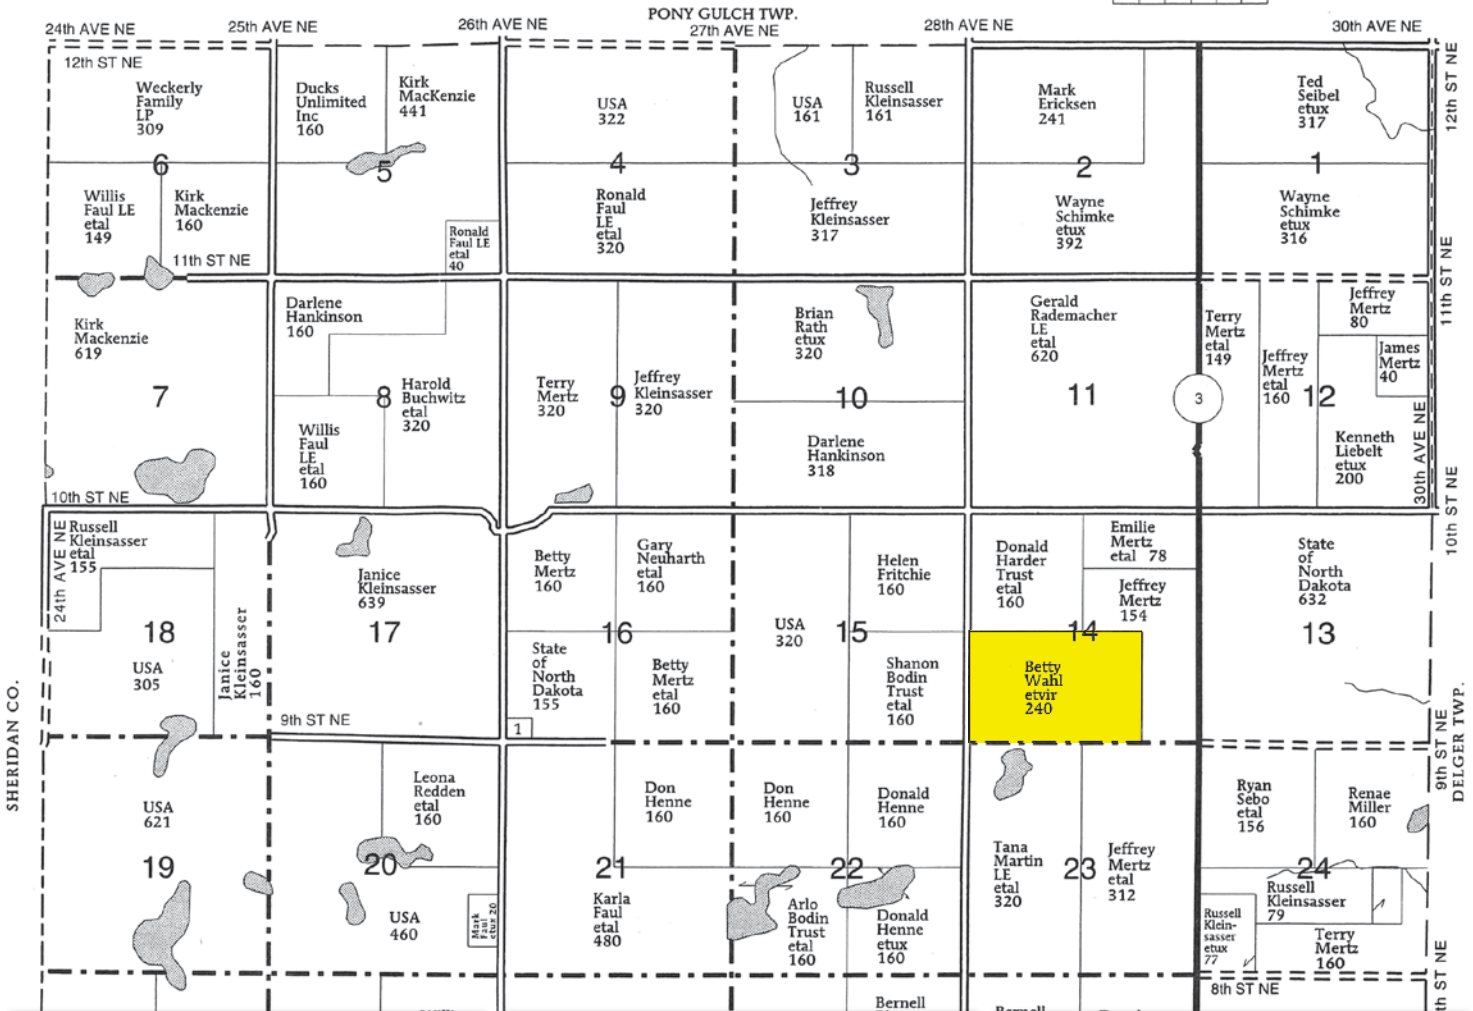 PONY GULCH TWP.
24th AVE NE
25th AVE NE
26th AVE NE
27th AVE NE
28th AVE NE
30th AVE NE
12th ST NE
12th ST NE
Weckerly
Family
LP
309
Ducks
Unlimited
Inc
160
Kirk
MacKenzie
441
USA
322
USA
161
Russell
Kleinsasser
161
Mark
Ericksen
241
Ted
Seibel
etux
317
6
5
4
3
2
1
Willis
Faul LE
etal
149
Kirk
Mackenzie
160
Ronald
Faul LE
etal
40
Ronald
Faul
LE
etal
320
Jeffrey
Kleinsasser
317
Wayne
Schimke
etux
392
Wayne
Schimke
etux
316
11th ST NE
11th ST NE
Kirk
Mackenzie
619
7
Darlene
Hankinson
160
8
Harold
Buchwitz
etal
320
Willis
Faul
LE
etal
160
Terry
Mertz
320
9
Jeffrey
Kleinsasser
320
Brian
Rath
etux
320
10
Darlene
Hankinson
318
Gerald
Rademacher
LE
etal
620
11
3
Terry
Mertz
etal
149
Jeffrey
Mertz
etal
160
12
Jeffrey
Mertz
80
James
Mertz
40
Kenneth
Liebelt
etux
200
30th AVE NE
10th ST NE
10th ST NE
24th AVE NE
Russell
Kleinsasser
etal
155
18
USA
305
Janice
Kleinsasser
160
Janice
Kleinsasser
639
17
9th ST NE
Betty
Mertz
160
Gary
Neuharth
etal
160
16
State
of
North
Dakota
155
1
Betty
Mertz
etal
160
USA
320
15
Helen
Fritchie
160
Shanon
Bodin
Trust
etal
160
Donald
Harder
Trust
etal
160
Emilie
Mertz
etal 78
Jeffrey
Mertz
154
14
Betty
Wahl
etvir
240
State
of
North
Dakota
632
13
SHERIDAN CO.
9th ST NE
DELGER TWP.
USA
621
19
Leona
Redden
etal
160
20
USA
460
Mark
Faul
etux 20
Don
Henne
160
21
Karla
Faul
etal
480
Don
Henne
160
Donald
Henne
160
22
Arlo
Bodin
Trust
etal
160
Donald
Henne
etux
160
Tana
Martin
LE
etal
320
23
Jeffrey
Mertz
etal
312
Ryan
Sebo
etal
156
Renae
Miller
160
24
Russell
Kleinsasser
79
Russell
Klein-
sasser
etux
77
Terry
Mertz
160
8th ST NE
th ST NE
Bernell